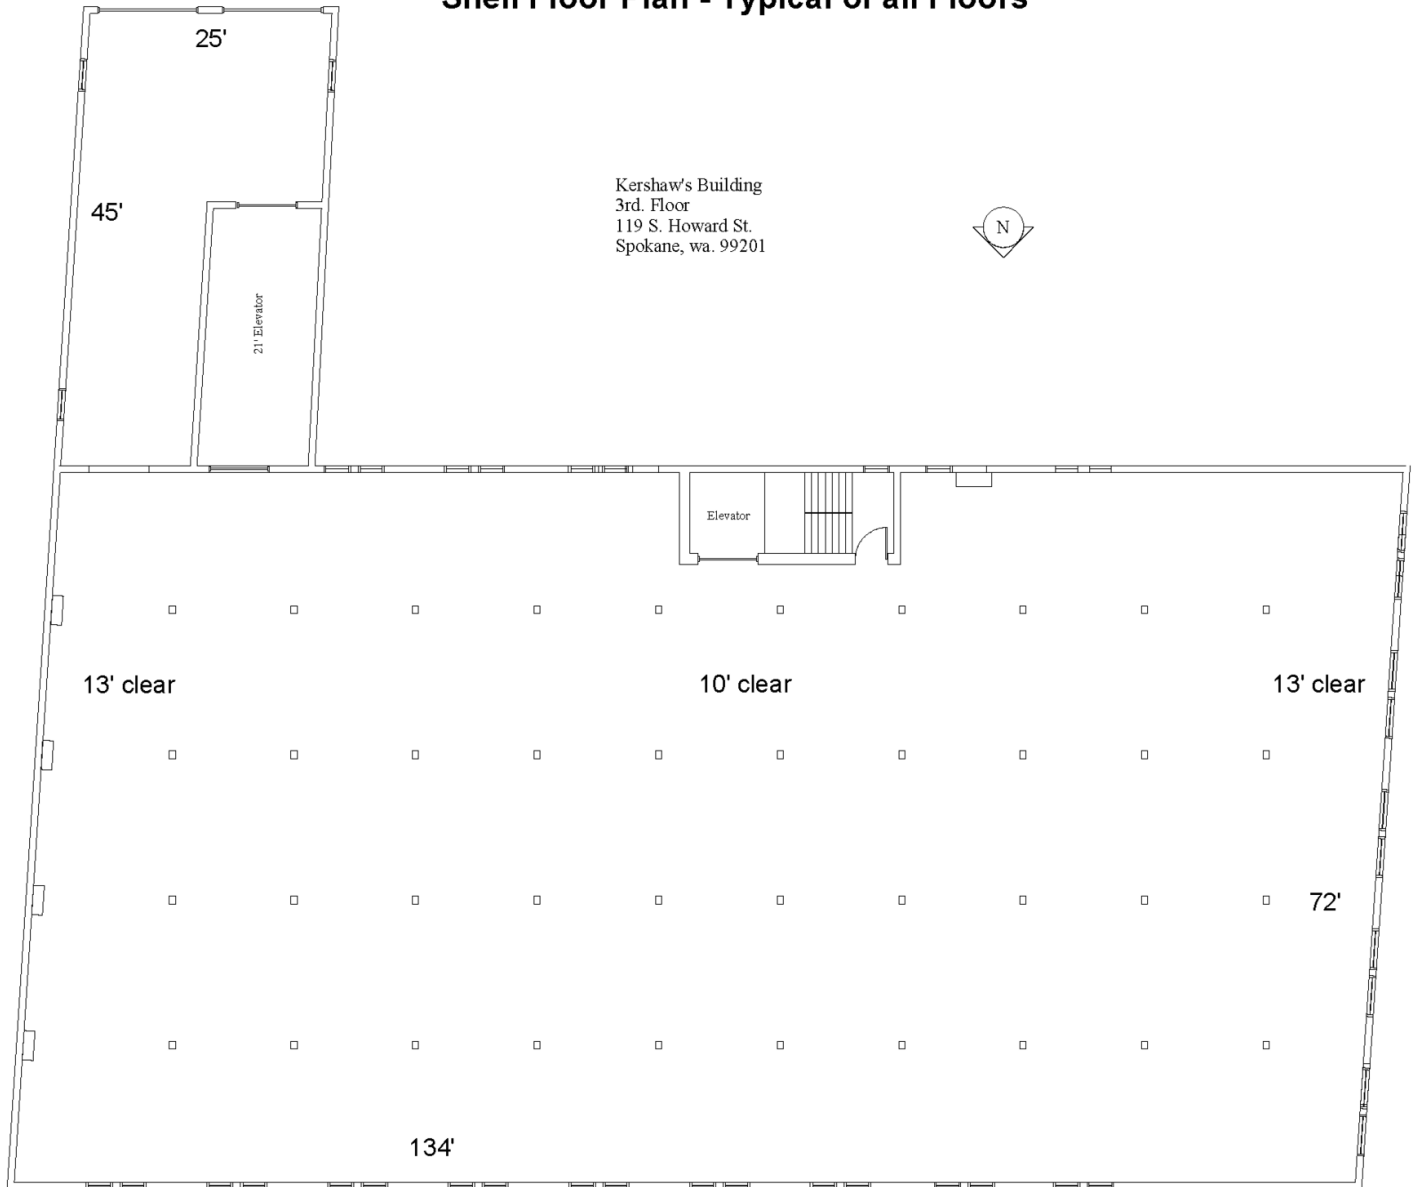 Shell Floor Plan - Typical of all Floors
25'
Kershaw's Building
3rd. Floor
119 S. Howard St.
Spokane, wa. 99201
45'
N
21' Elevator
Elevator
13' clear
10' clear
13' clear
72'
134'